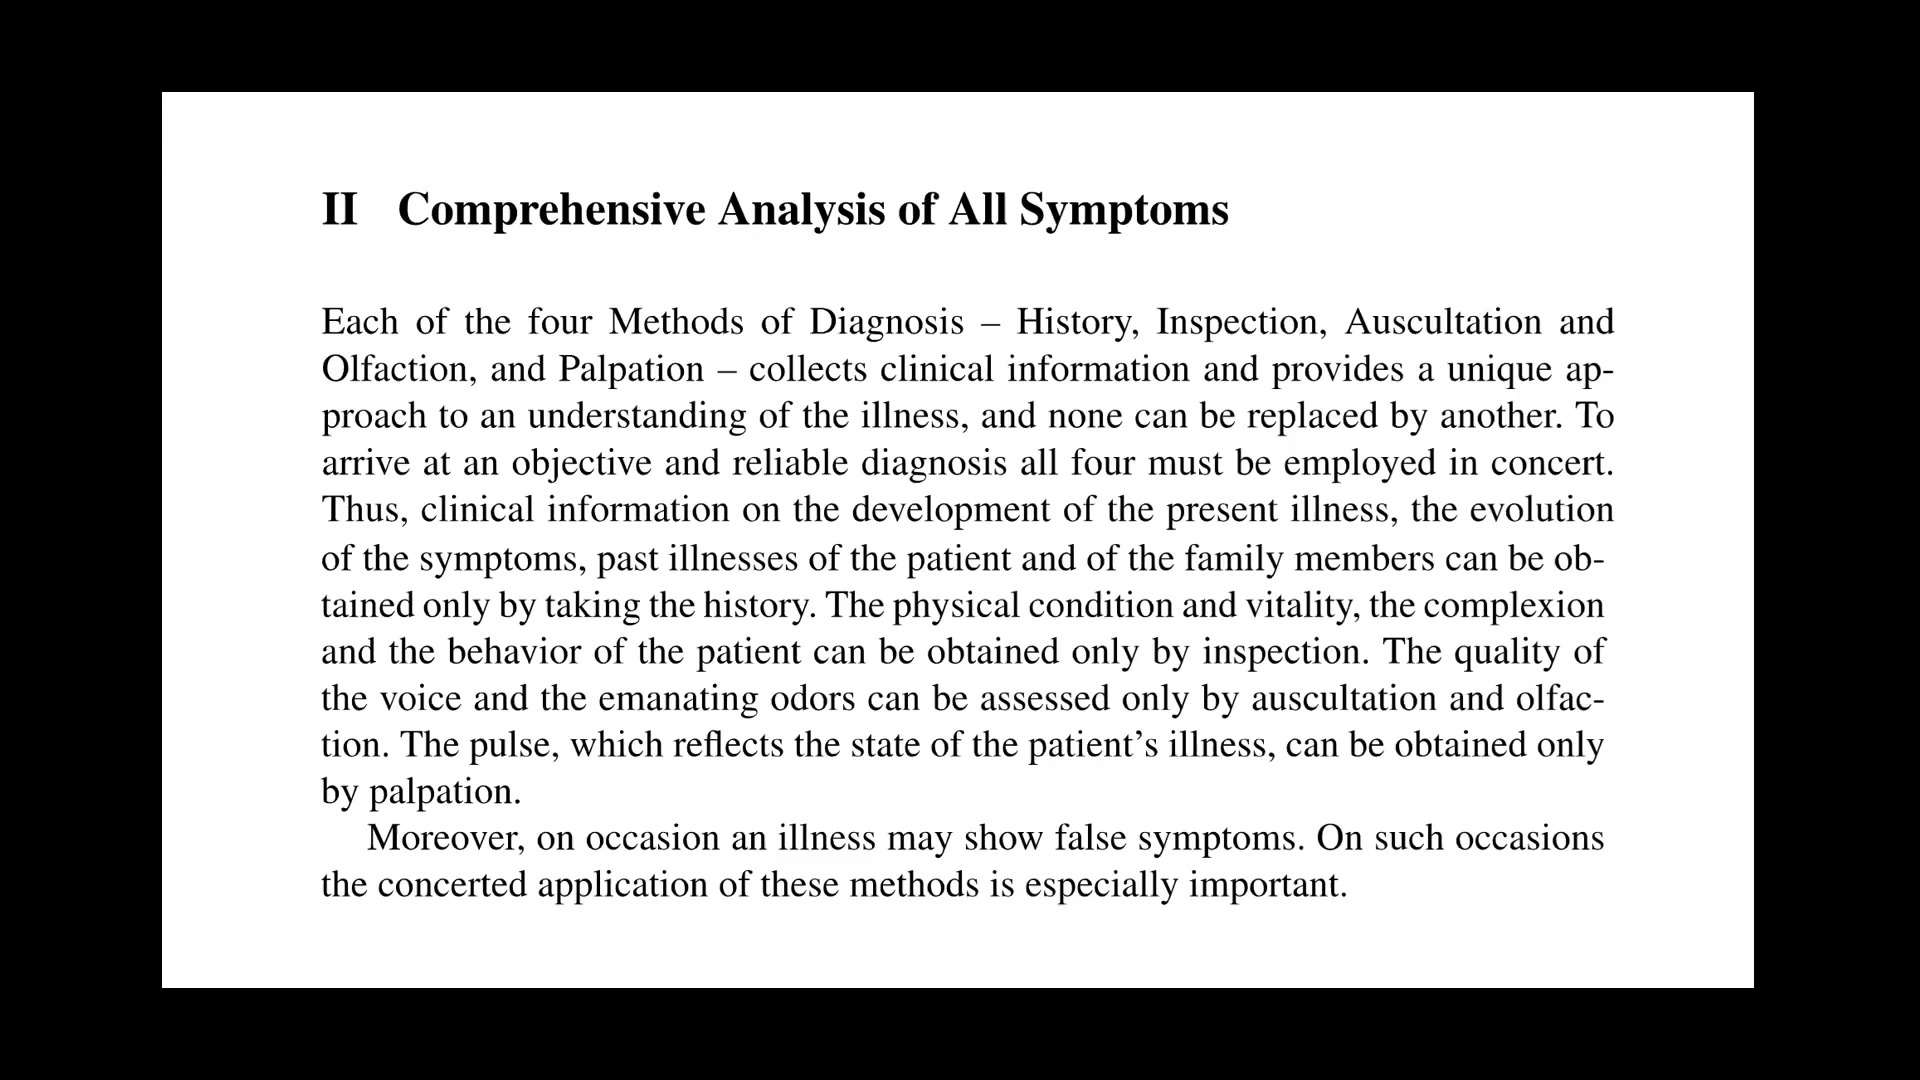 II Comprehensive Analysis of All Symptoms
Each of the four Methods of Diagnosis – History, Inspection, Auscultation and
Olfaction, and Palpation – collects clinical information and provides a unique ap-
proach to an understanding of the illness, and none can be replaced by another. To
arrive at an objective and reliable diagnosis all four must be employed in concert.
Thus, clinical information on the development of the present illness, the evolution
of the symptoms, past illnesses of the patient and of the family members can be ob-
tained only by taking the history. The physical condition and vitality, the complexion
and the behavior of the patient can be obtained only by inspection. The quality of
the voice and the emanating odors can be assessed only by auscultation and olfac-
tion. The pulse, which reflects the state of the patient’s illness, can be obtained only
by palpation.
Moreover, on occasion an illness may show false symptoms. On such occasions
the concerted application of these methods is especially important.